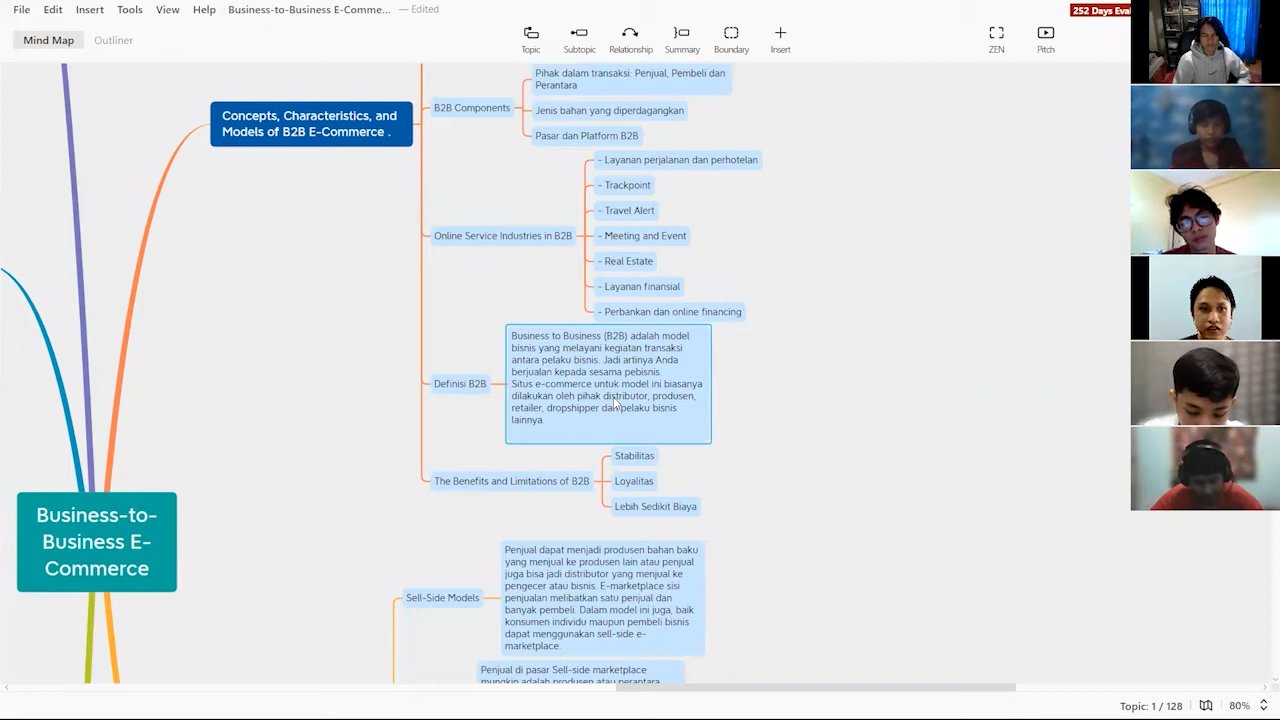 File Edit Insert Tools View Help Business-to-Business E-Comme... — Edited
252 Days Eval
Mind Map
Outliner
Topic
Subtopic
Relationship
Summary
Boundary
Insert
ZEN
Pitch
Concepts, Characteristics, and
Models of B2B E-Commerce .
B2B Components
Pihak dalam transaksi: Penjual, Pembeli dan
Perantara
Jenis bahan yang diperdagangkan
Pasar dan Platform B2B
Online Service Industries in B2B
- Layanan perjalanan dan perhotelan
- Trackpoint
- Travel Alert
- Meeting and Event
- Real Estate
- Layanan finansial
- Perbankan dan online financing
Definisi B2B
Business to Business (B2B) adalah model
bisnis yang melayani kegiatan transaksi
antara pelaku bisnis. Jadi artinya Anda
berjualan kepada sesama pebisnis.
Situs e-commerce untuk model ini biasanya
dilakukan oleh pihak distributor, produsen,
retailer, dropshipper dan pelaku bisnis
lainnya.
The Benefits and Limitations of B2B
Stabilitas
Loyalitas
Lebih Sedikit Biaya
Business-to-
Business E-
Commerce
Sell-Side Models
Penjual dapat menjadi produsen bahan baku
yang menjual ke produsen lain atau penjual
juga bisa jadi distributor yang menjual ke
pengecer atau bisnis. E-marketplace sisi
penjualan melibatkan satu penjual dan
banyak pembeli. Dalam model ini juga, baik
konsumen individu maupun pembeli bisnis
dapat menggunakan sell-side e-
marketplace.
Penjual di pasar Sell-side marketplace
mungkin adalah produsen atau perantara
Topic: 1 / 128
80%